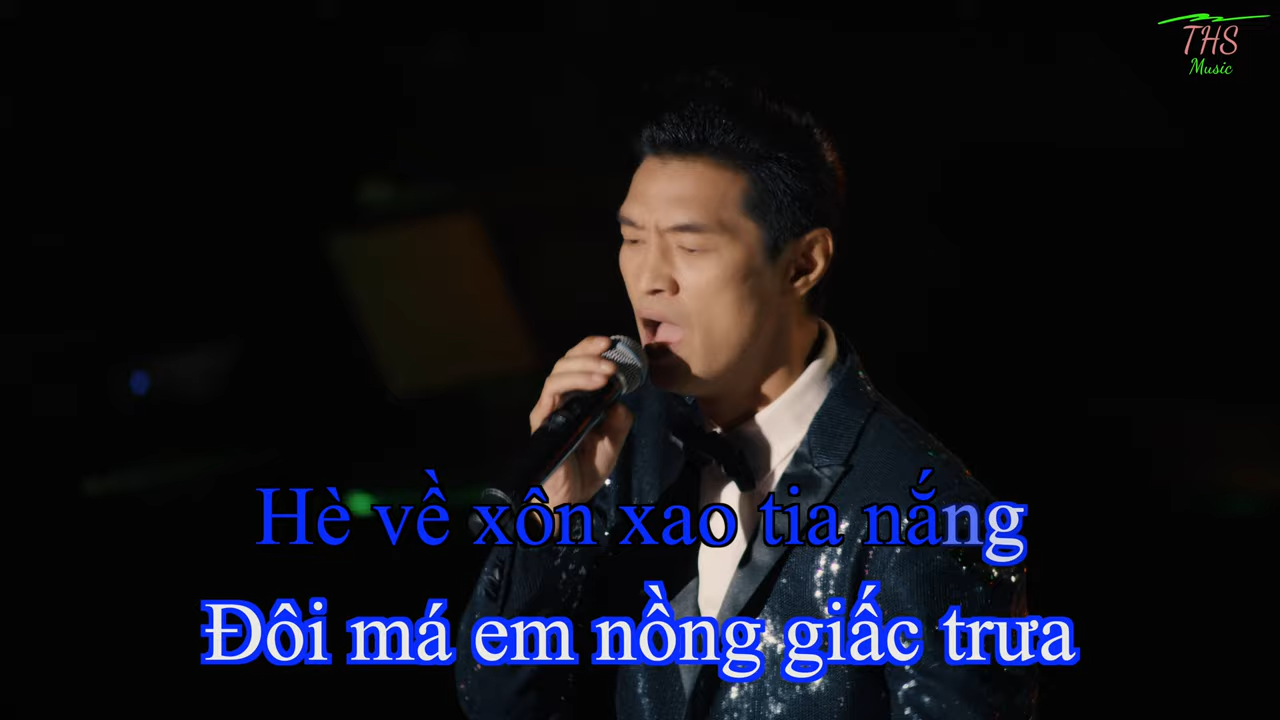 THS
Music
Hè về xôn xao tia nắng
Đôi má em nồng giấc trưa